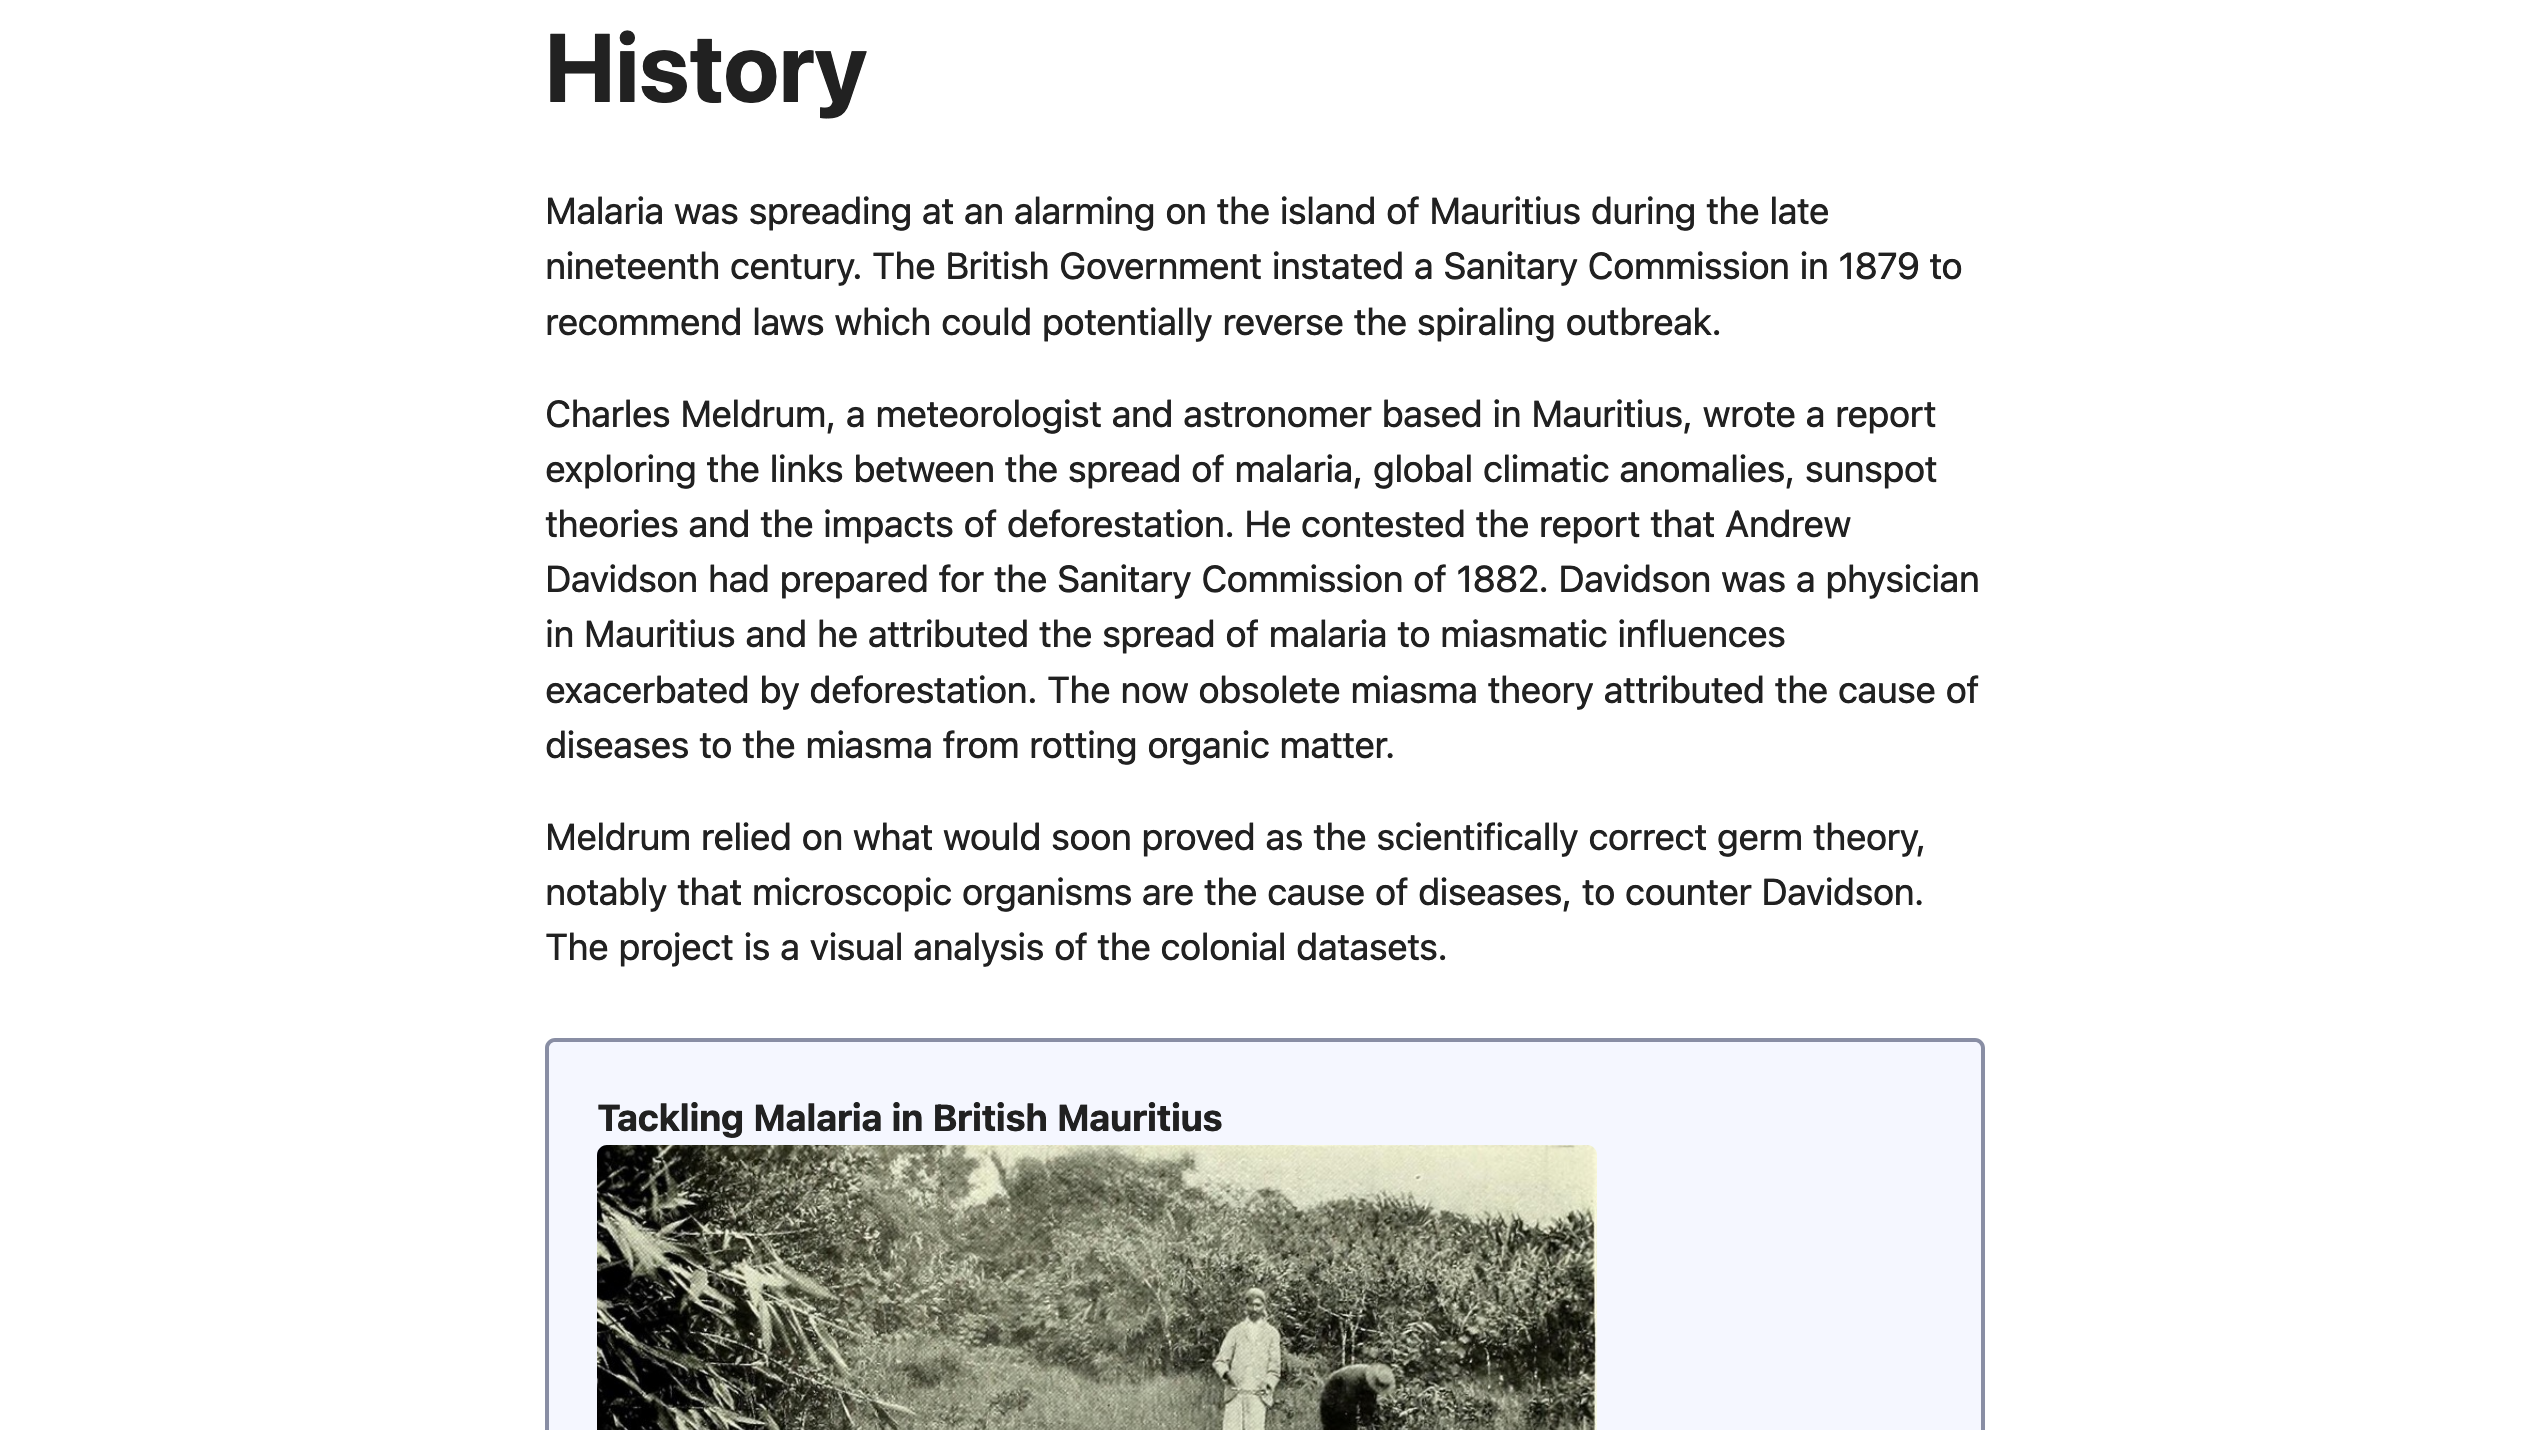 History
Malaria was spreading at an alarming on the island of Mauritius during the late
nineteenth century. The British Government instated a Sanitary Commission in 1879 to
recommend laws which could potentially reverse the spiraling outbreak.
Charles Meldrum, a meteorologist and astronomer based in Mauritius, wrote a report
exploring the links between the spread of malaria, global climatic anomalies, sunspot
theories and the impacts of deforestation. He contested the report that Andrew
Davidson had prepared for the Sanitary Commission of 1882. Davidson was a physician
in Mauritius and he attributed the spread of malaria to miasmatic influences
exacerbated by deforestation. The now obsolete miasma theory attributed the cause of
diseases to the miasma from rotting organic matter.
Meldrum relied on what would soon proved as the scientifically correct germ theory,
notably that microscopic organisms are the cause of diseases, to counter Davidson.
The project is a visual analysis of the colonial datasets.
Tackling Malaria in British Mauritius